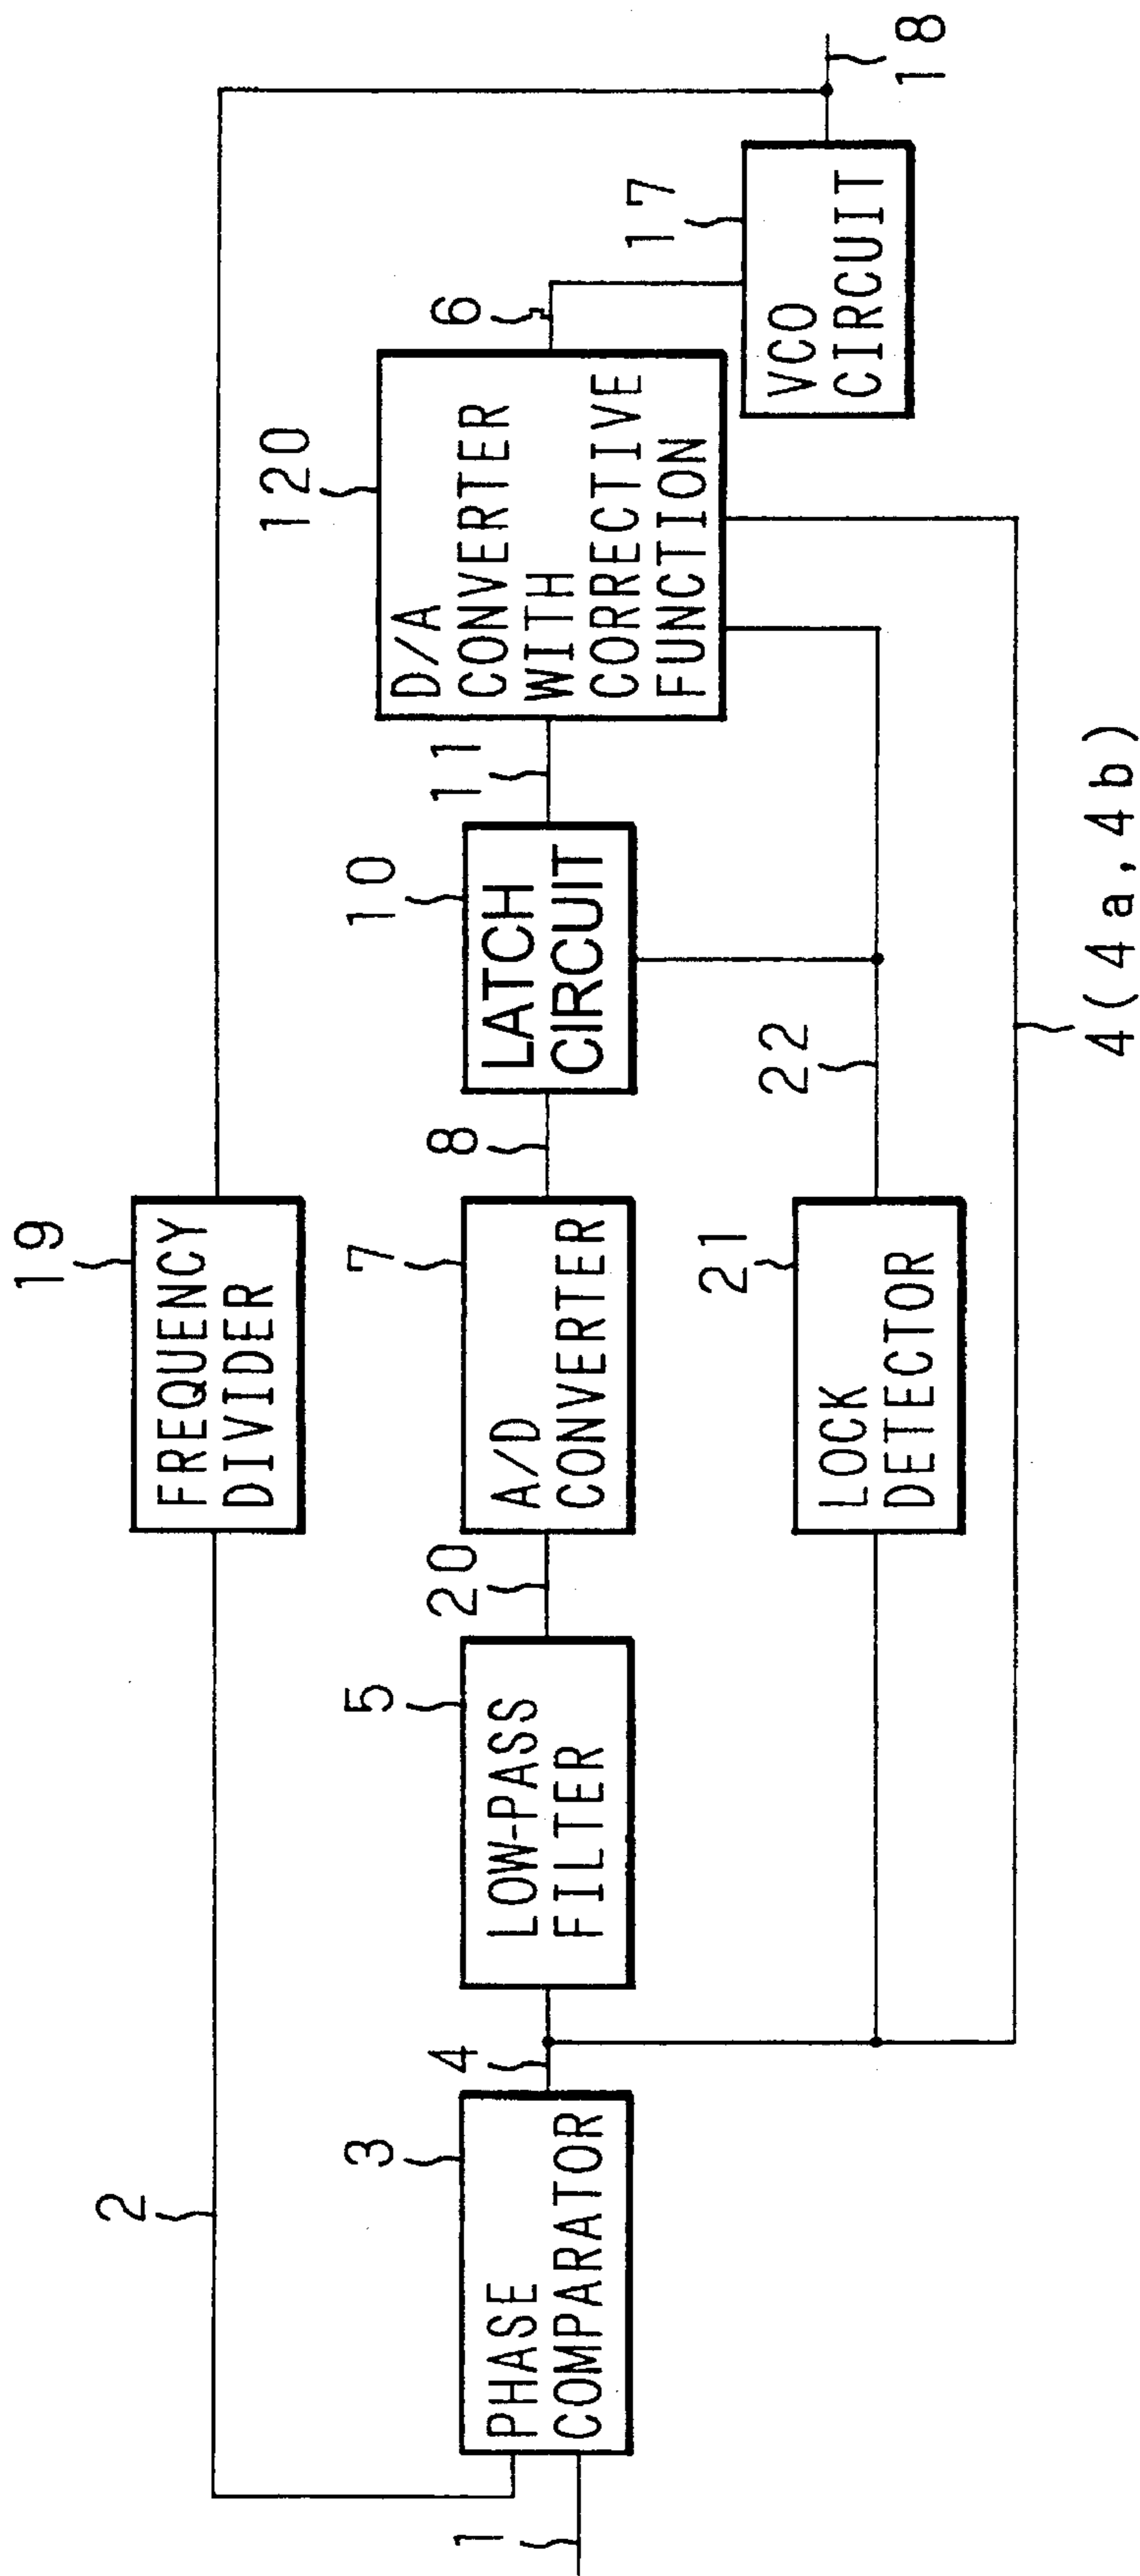 19
FREQUENCY
DIVIDER
2
1
3
PHASE
COMPARATOR
4
5
LOW-PASS
FILTER
20
7
A/D
CONVERTER
8
10
LATCH
CIRCUIT
11
120
D/A
CONVERTER
WITH
CORRECTIVE
FUNCTION
6
17
VCO
CIRCUIT
18
21
LOCK
DETECTOR
22
4(4a,4b)